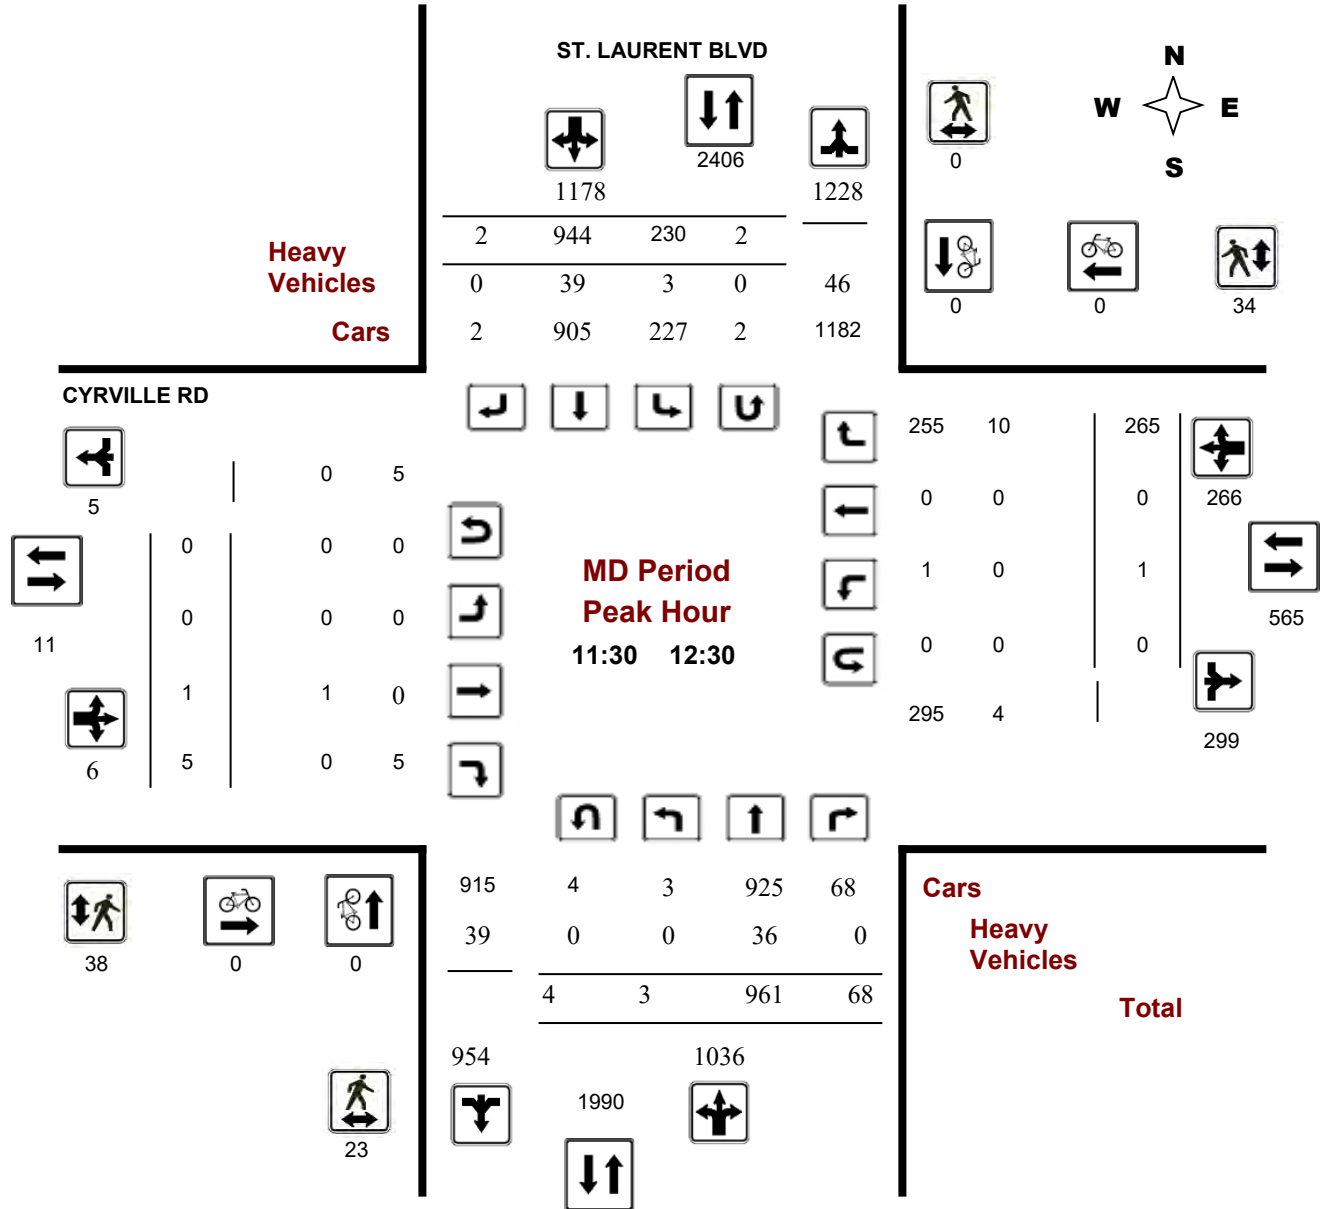 ST. LAURENT BLVD
N
W E
S
2406
0
1178 1228
2 944 230 2
Heavy
Vehicles
0 39 3 0 46
0 0 34
Cars
2 905 227 2 1182
CYRVILLE RD
255 10 265
0 5
5
0 0 0 266
0 0 0
MD Period
Peak Hour
11:30 12:30
1 0 1
0 0 0
565
11
0 0 0
1 1 0
295 4
299
6
5 0 5
915 4 3 925 68
Cars
39 0 0 36 0
Heavy
Vehicles
38 0 0
4 3 961 68
Total
954 1036
1990
23